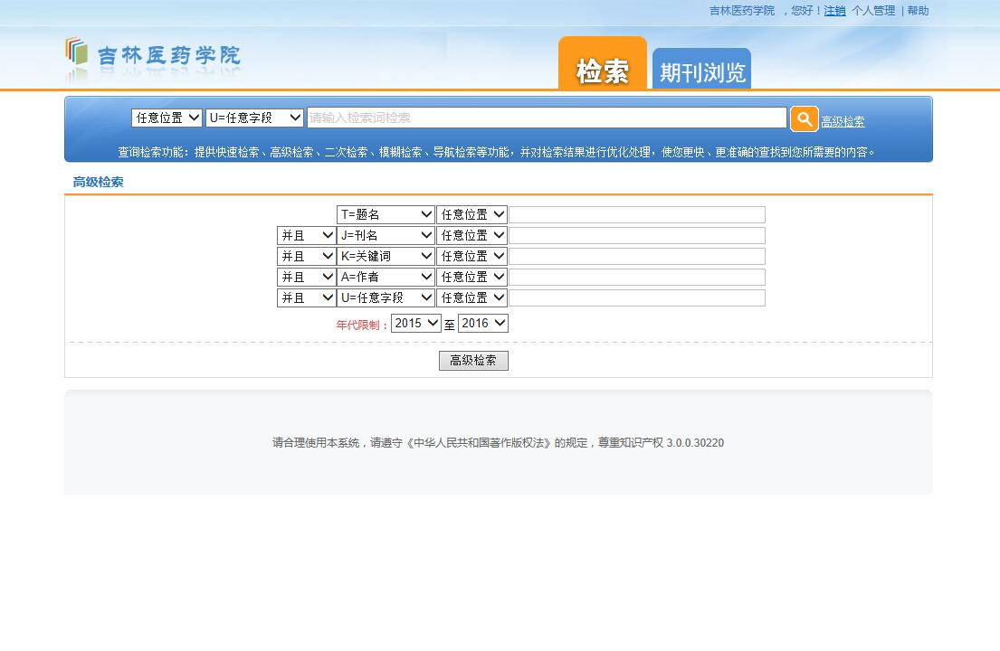 吉林医药学院 ，您好！注销 个人管理 | 帮助
吉林医药学院
检索 期刊浏览
任意位置 U=任意字段 请输入检索词检索 高级检索
查询检索功能：提供快速检索、高级检索、二次检索、模糊检索、导航检索等功能，并对检索结果进行优化处理，使您更快、更准确的查找到您所需要的内容。
高级检索
T=题名 任意位置
并且 J=刊名 任意位置
并且 K=关键词 任意位置
并且 A=作者 任意位置
并且 U=任意字段 任意位置
年代限制：2015 至 2016
高级检索
请合理使用本系统，请遵守《中华人民共和国著作版权法》的规定，尊重知识产权 3.0.0.30220